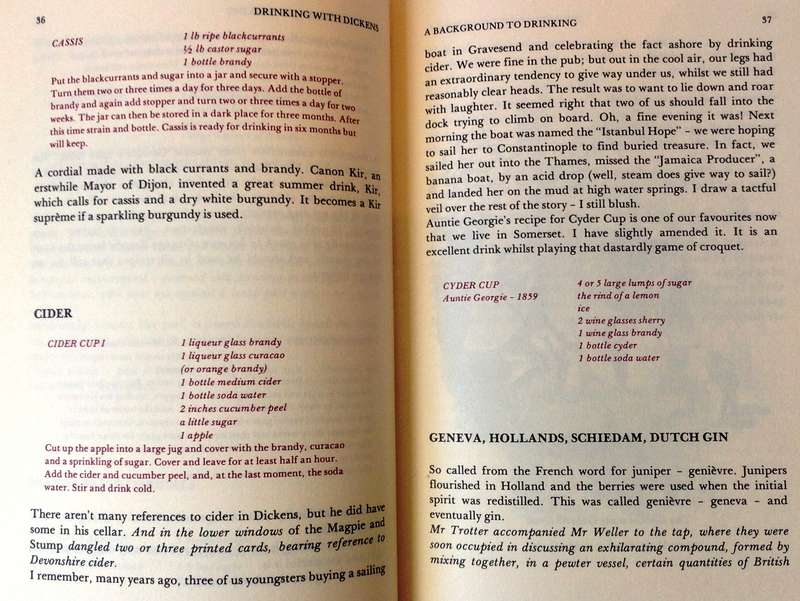 36
DRINKING WITH DICKENS
CASSIS
1 lb ripe blackcurrants
½ lb castor sugar
1 bottle brandy
Put the blackcurrants and sugar into a jar and secure with a stopper.
Turn them two or three times a day for three days. Add the bottle of
brandy and again add stopper and turn two or three times a day for two
weeks. The jar can then be stored in a dark place for three months. After
this time strain and bottle. Cassis is ready for drinking in six months but
will keep.
A cordial made with black currants and brandy. Canon Kir, an
erstwhile Mayor of Dijon, invented a great summer drink, Kir,
which calls for cassis and a dry white burgundy. It becomes a Kir
suprème if a sparkling burgundy is used.
CIDER
CIDER CUP I
1 liqueur glass brandy
1 liqueur glass curacao
(or orange brandy)
1 bottle medium cider
1 bottle soda water
2 inches cucumber peel
a little sugar
1 apple
Cut up the apple into a large jug and cover with the brandy, curacao
and a sprinkling of sugar. Cover and leave for at least half an hour.
Add the cider and cucumber peel, and, at the last moment, the soda
water. Stir and drink cold.
There aren't many references to cider in Dickens, but he did have
some in his cellar. And in the lower windows of the Magpie and
Stump dangled two or three printed cards, bearing reference to
Devonshire cider.
I remember, many years ago, three of us youngsters buying a sailing
A BACKGROUND TO DRINKING
37
boat in Gravesend and celebrating the fact ashore by drinking
cider. We were fine in the pub; but out in the cool air, our legs had
an extraordinary tendency to give way under us, whilst we still had
reasonably clear heads. The result was to want to lie down and roar
with laughter. It seemed right that two of us should fall into the
dock trying to climb on board. Oh, a fine evening it was! Next
morning the boat was named the "Istanbul Hope" – we were hoping
to sail her to Constantinople to find buried treasure. In fact, we
sailed her out into the Thames, missed the "Jamaica Producer", a
banana boat, by an acid drop (well, steam does give way to sail?)
and landed her on the mud at high water springs. I draw a tactful
veil over the rest of the story – I still blush.
Auntie Georgie's recipe for Cyder Cup is one of our favourites now
that we live in Somerset. I have slightly amended it. It is an
excellent drink whilst playing that dastardly game of croquet.
CYDER CUP
Auntie Georgie – 1859
4 or 5 large lumps of sugar
the rind of a lemon
ice
2 wine glasses sherry
1 wine glass brandy
1 bottle cyder
1 bottle soda water
GENEVA, HOLLANDS, SCHIEDAM, DUTCH GIN
So called from the French word for juniper – genièvre. Junipers
flourished in Holland and the berries were used when the initial
spirit was redistilled. This was called genièvre – geneva – and
eventually gin.
Mr Trotter accompanied Mr Weller to the tap, where they were
soon occupied in discussing an exhilarating compound, formed by
mixing together, in a pewter vessel, certain quantities of British